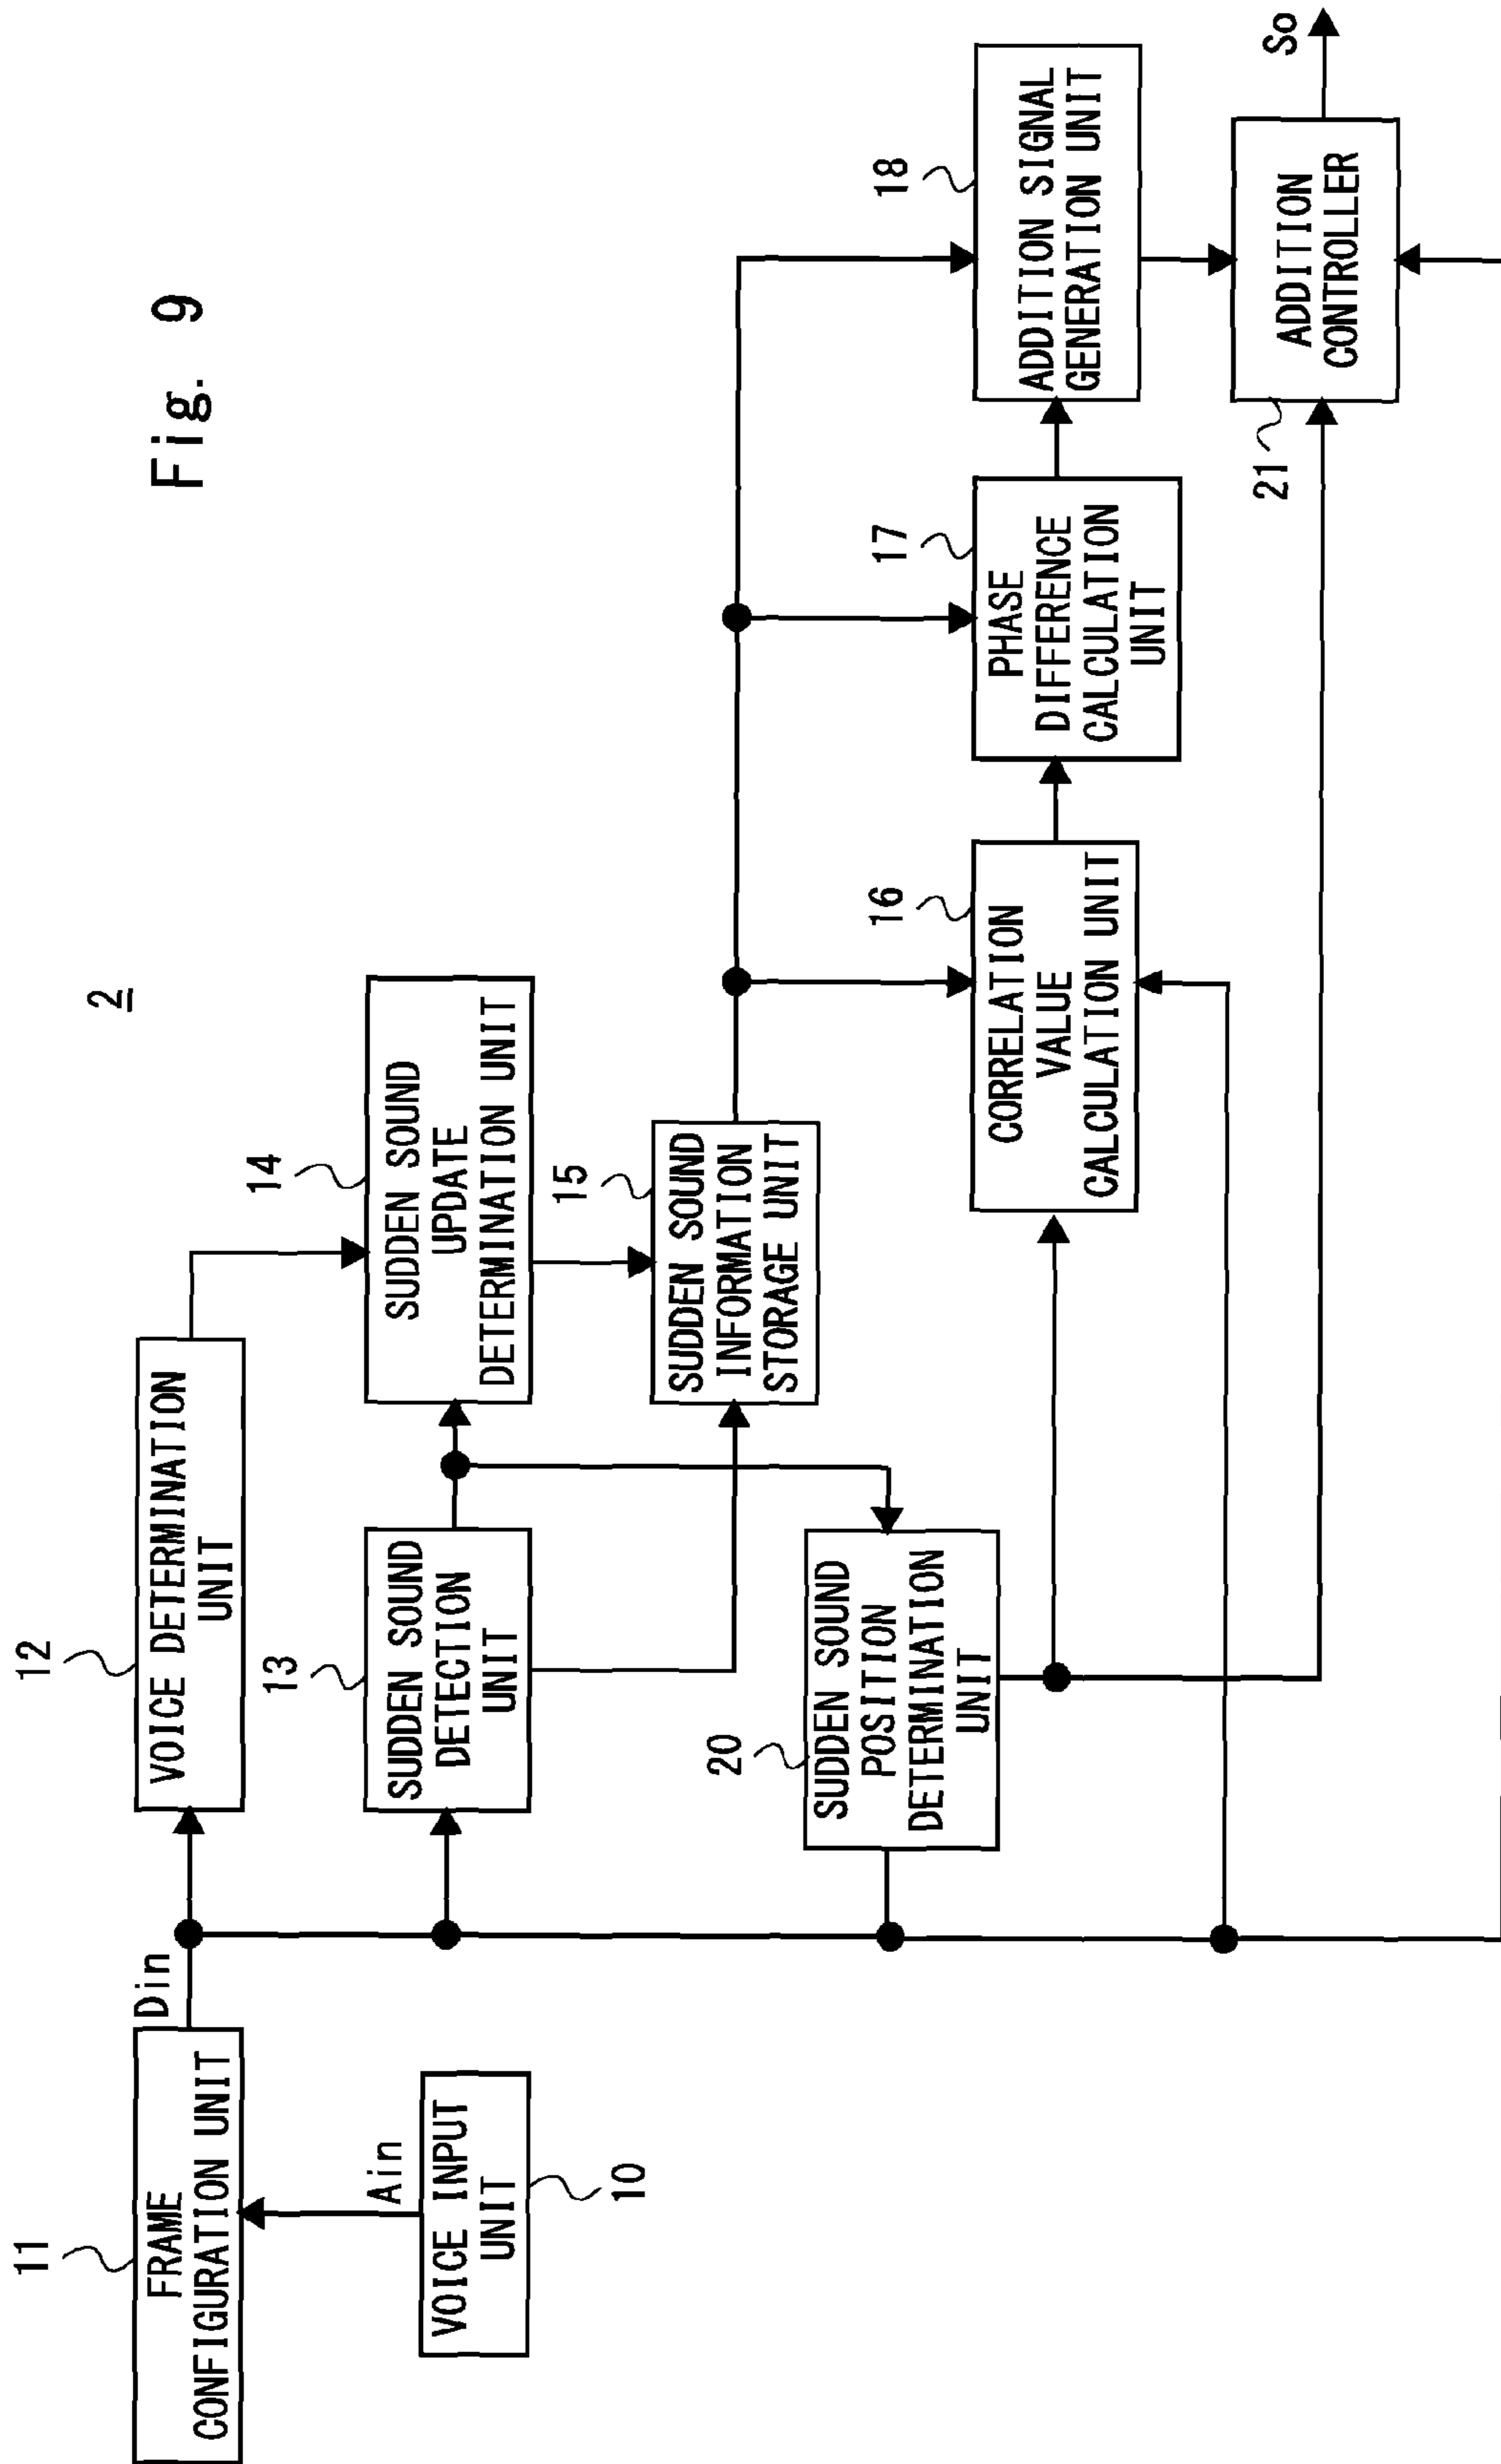 Fig. 9
2
11
FRAME
CONFIGURATION UNIT
Din
12
VOICE DETERMINATION
UNIT
Ain
VOICE INPUT
UNIT
10
13
SUDDEN SOUND
DETECTION
UNIT
14
SUDDEN SOUND
UPDATE
DETERMINATION UNIT
15
SUDDEN SOUND
INFORMATION
STORAGE UNIT
20
SUDDEN SOUND
POSITION
DETERMINATION
UNIT
16
CORRELATION
VALUE
CALCULATION UNIT
17
PHASE
DIFFERENCE
CALCULATION
UNIT
18
ADDITION SIGNAL
GENERATION UNIT
21
ADDITION
CONTROLLER
So